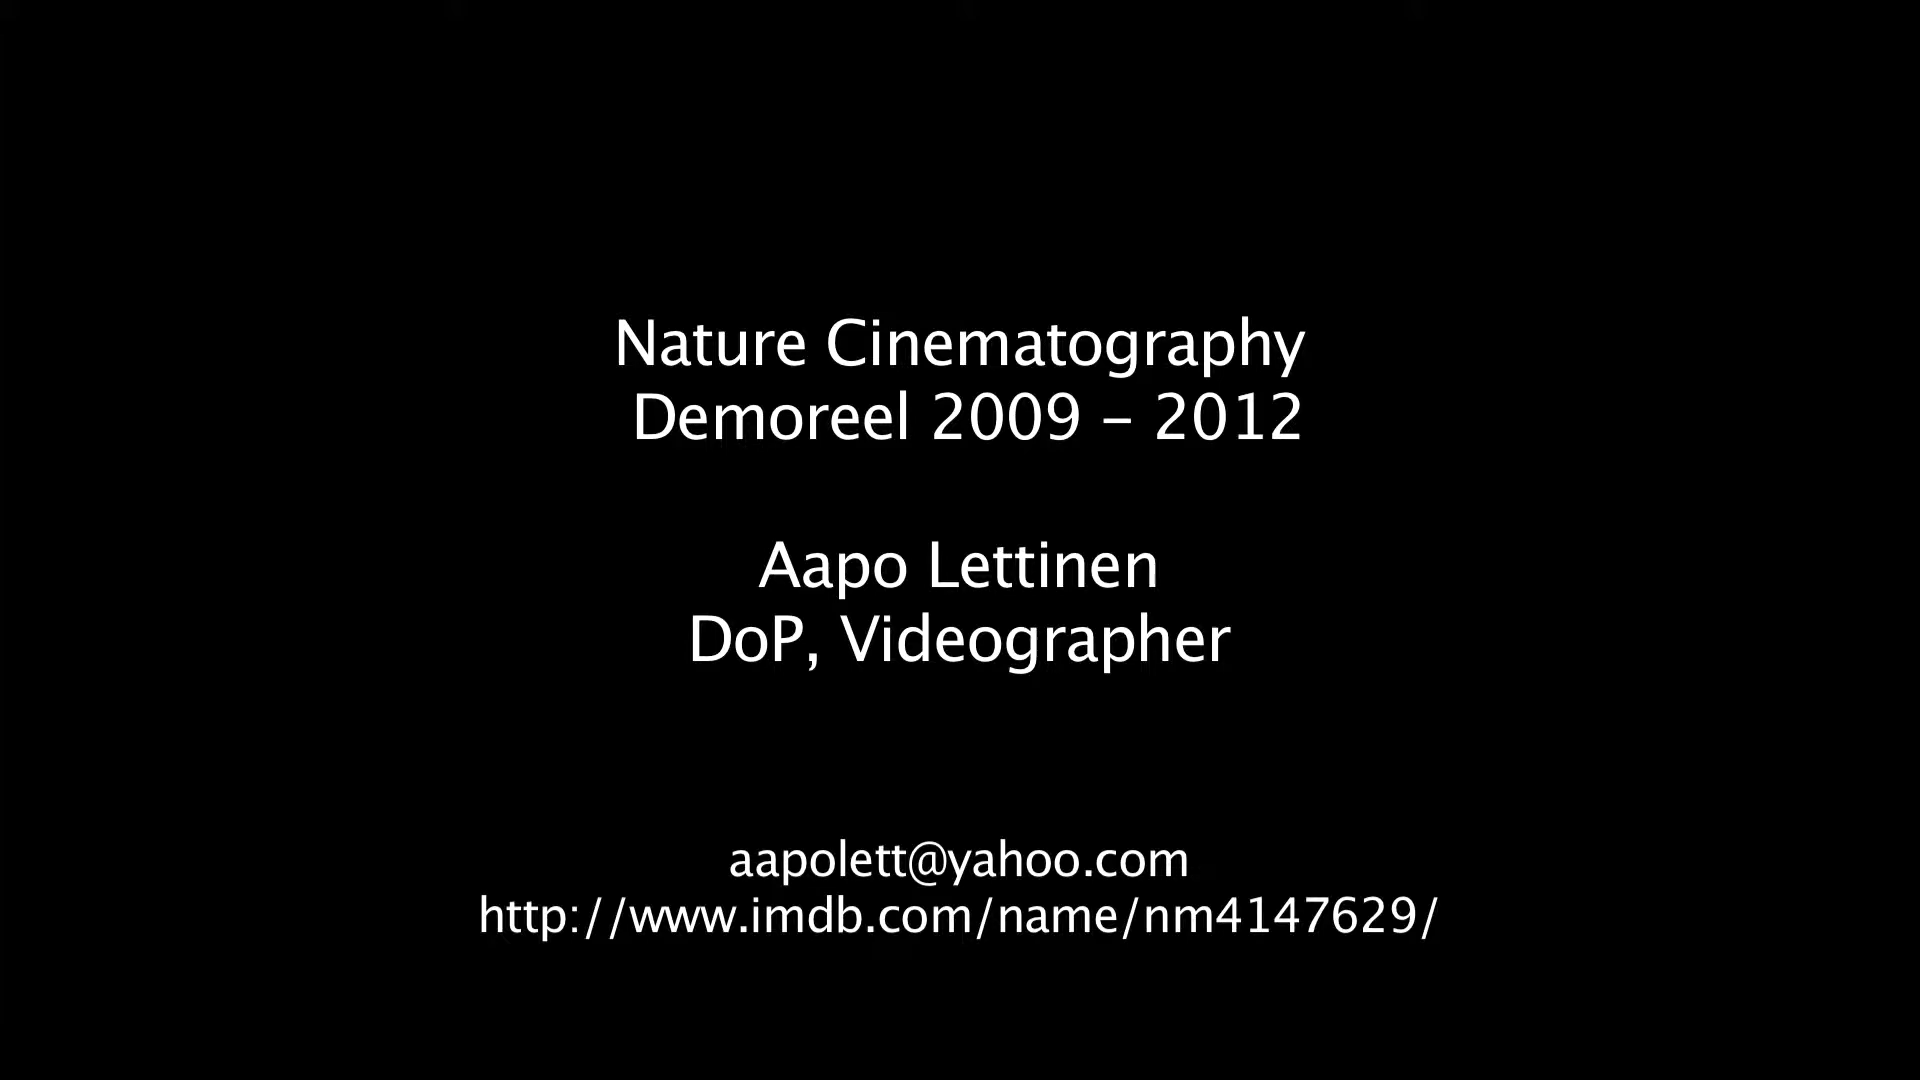 Nature Cinematography
Demoreel 2009 - 2012
Aapo Lettinen
DoP, Videographer
aapolett@yahoo.com
http://www.imdb.com/name/nm4147629/